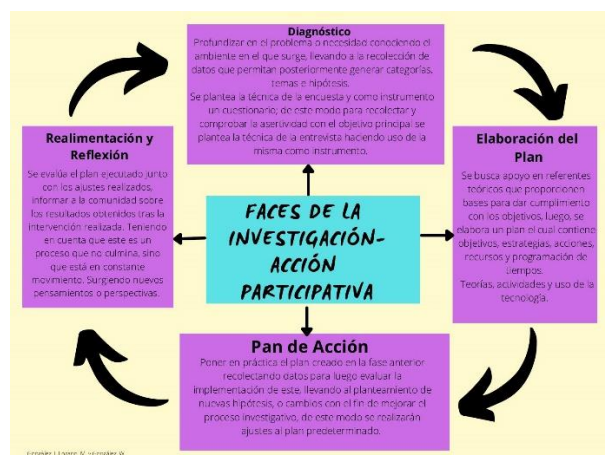 Diagnóstico
Profundizar en el problema o necesidad conociendo el
ambiente en el que surge, llevando a la recolección de
datos que permitan posteriormente generar categorías,
temas e hipótesis.
Se plantea la técnica de la encuesta y como instrumento
un cuestionario; de este modo para recolectar y
comprobar la asertividad con el objetivo principal se
plantea la técnica de la entrevista haciendo uso de la
misma como instrumento.
Elaboración del
Plan
Se busca apoyo en referentes
teóricos que proporcionen
bases para dar cumplimiento
con los objetivos, luego, se
elabora un plan el cual contiene
objetivos, estrategias, acciones,
recursos y programación de
tiempos.
Teorías, actividades y uso de la
tecnología.
FACES DE LA
INVESTIGACIÓN-
ACCIÓN
PARTICIPATIVA
Pan de Acción
Poner en práctica el plan creado en la fase anterior
recolectando datos para luego evaluar la
implementación de este, llevando al planteamiento de
nuevas hipótesis, o cambios con el fin de mejorar el
proceso investigativo, de este modo se realizarán
ajustes al plan predeterminado.
Realimentación y
Reflexión
Se evalúa el plan ejecutado junto
con los ajustes realizados,
informar a la comunidad sobre
los resultados obtenidos tras la
intervención realizada. Teniendo
en cuenta que este es un
proceso que no culmina, sino
que está en constante
movimiento. Surgiendo nuevos
pensamientos o perspectivas.